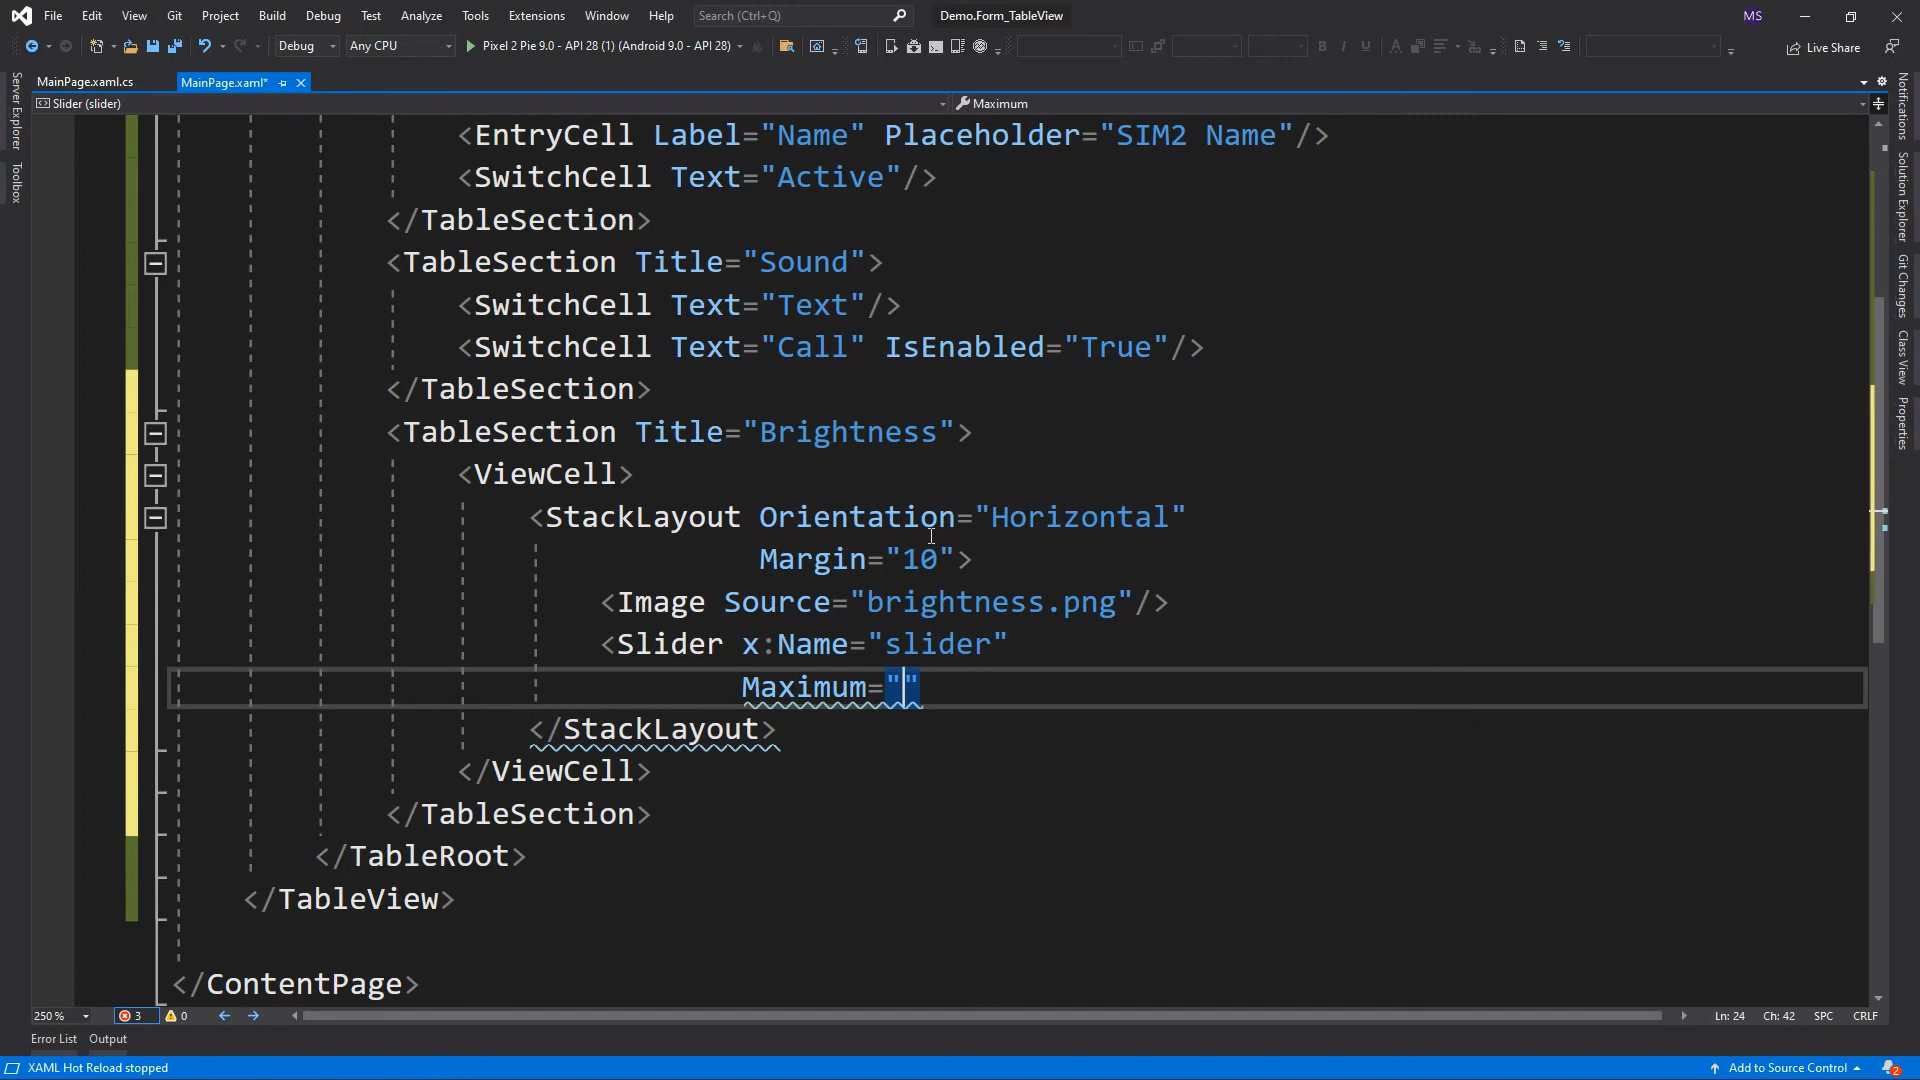 File Edit View Git Project Build Debug Test Analyze Tools Extensions Window Help Search (Ctrl+Q) Demo.Form_TableView MS
Debug Any CPU Pixel 2 Pie 9.0 - API 28 (1) (Android 9.0 - API 28) Live Share
MainPage.xaml.cs MainPage.xaml*
Slider (slider) Maximum
<EntryCell Label="Name" Placeholder="SIM2 Name"/>
<SwitchCell Text="Active"/>
</TableSection>
<TableSection Title="Sound">
<SwitchCell Text="Text"/>
<SwitchCell Text="Call" IsEnabled="True"/>
</TableSection>
<TableSection Title="Brightness">
<ViewCell>
<StackLayout Orientation="Horizontal"
Margin="10">
<Image Source="brightness.png"/>
<Slider x:Name="slider"
Maximum=""
</StackLayout>
</ViewCell>
</TableSection>
</TableRoot>
</TableView>
</ContentPage>
Server Explorer
Toolbox
Notifications
Solution Explorer
Git Changes
Class View
Properties
250 % 3 0 Ln: 24 Ch: 42 SPC CRLF
Error List Output
XAML Hot Reload stopped Add to Source Control 2